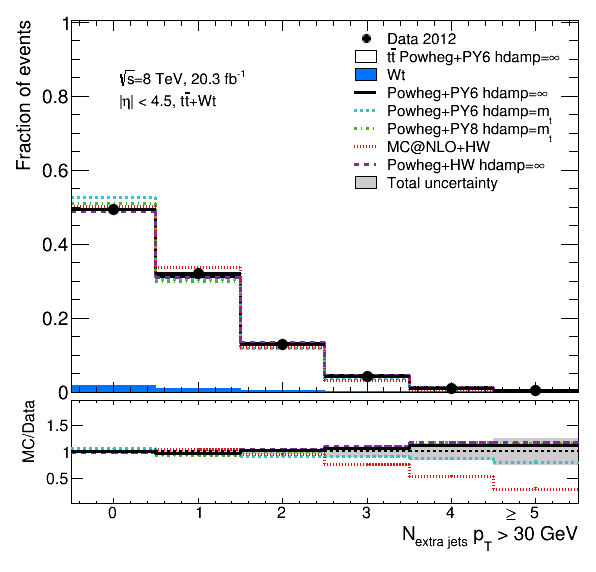 Fraction of events
1
0.8
0.6
0.4
0.2
0
√s=8 TeV, 20.3 fb⁻¹
|η| < 4.5, tt̄+Wt
Data 2012
tt̄ Powheg+PY6 hdamp=∞
Wt
Powheg+PY6 hdamp=∞
Powheg+PY6 hdamp=mₜ
Powheg+PY8 hdamp=mₜ
MC@NLO+HW
Powheg+HW hdamp=∞
Total uncertainty
MC/Data
1.5
1
0.5
0 1 2 3 4 ≥ 5
N extra jets p_T > 30 GeV